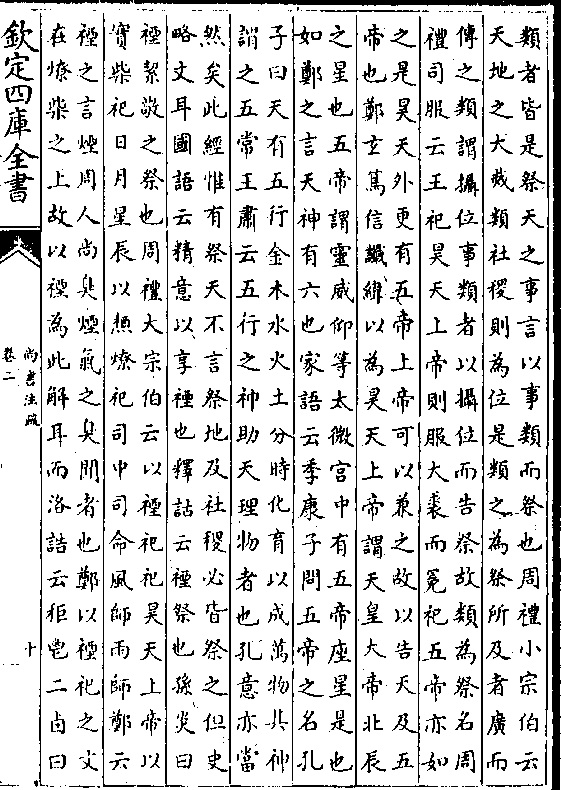 類者皆是祭天之事言以事類而祭也周禮小宗伯云
天地之大烖類社稷則為位是類之為祭所及者廣而
傳之類謂攝位事類者以攝位而告祭故類為祭名周
禮司服云王祀昊天上帝則服大裘而冕祀五帝亦如
之是昊天外更有五帝上帝可以兼之故以告天及五
帝也鄭玄篤信讖緯以為昊天上帝謂天皇大帝北辰
之星也五帝謂靈威仰等太微宮中有五帝座星是也
如鄭之言天神有六也家語云季康子問五帝之名孔
子曰天有五行金木水火土分時化育以成萬物其神
謂之五帝王肅云五行之神助天理物者也孔意亦當
然矣此經惟有祭天不言祭地及社稷必皆祭之但史
略文耳國語云精意以享禋也釋詁云禋祭也孫炎曰
禋絜敬之祭也周禮大宗伯云以禋祀祀昊天上帝以
實柴祀日月星辰以槱燎祀司中司命風師雨師鄭云
禋之言煙周人尚臭煙氣之臭聞者也鄭以禋祀之文
在燎柴之上故以禋為此解耳而洛誥云秬鬯二卣曰
欽定四庫全書
尚書注疏
卷二
十